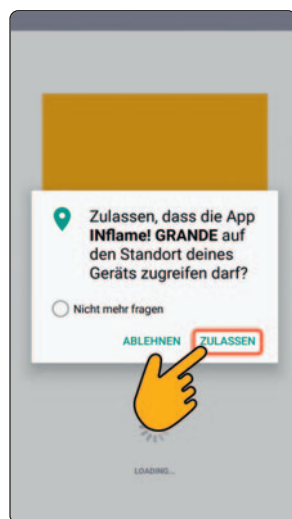 Zulassen, dass die App
INflame! GRANDE auf
den Standort deines
Geräts zugreifen darf?
Nicht mehr fragen
ABLEHNEN ZULASSEN
LOADING...